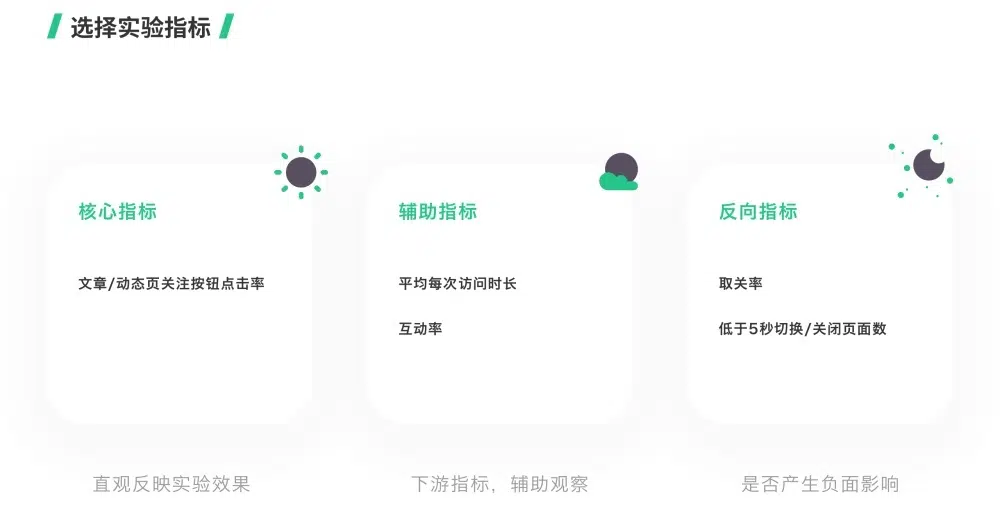 选择实验指标
核心指标
文章/动态页关注按钮点击率
直观反映实验效果
辅助指标
平均每次访问时长
互动率
下游指标，辅助观察
反向指标
取关率
低于5秒切换/关闭页面数
是否产生负面影响